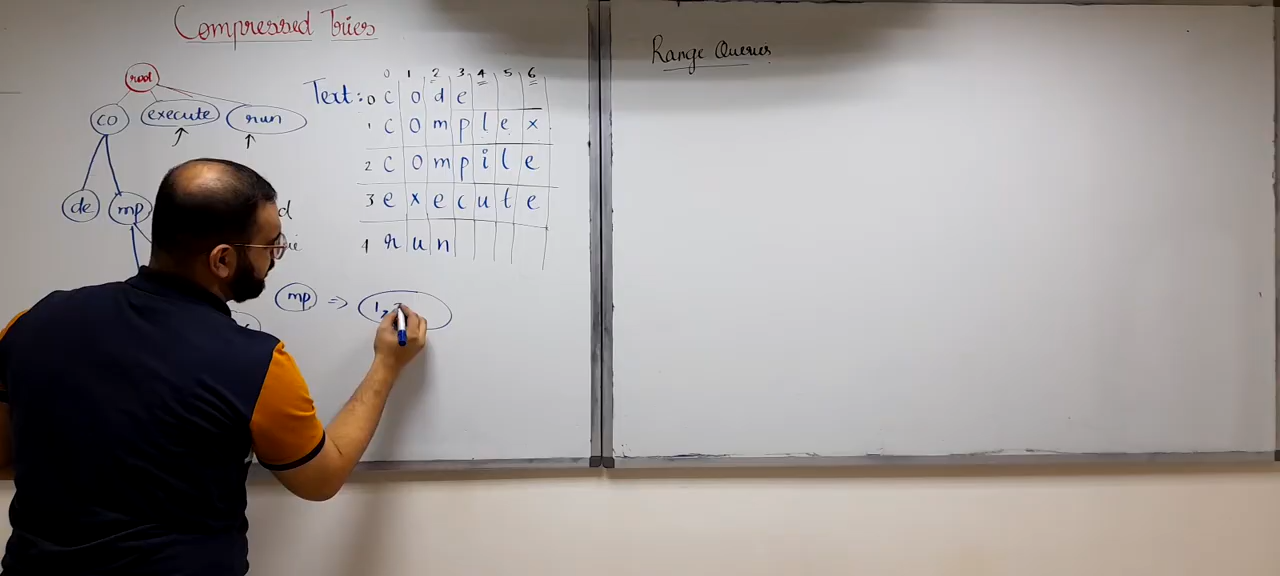 Compressed Tries
root
co execute run
de mp
Text:
0 1 2 3 4 5 6
0 c o d e
1 c o m p l e x
2 c o m p i l e
3 e x e c u t e
4 r u n
mp => 1,
Range Queries